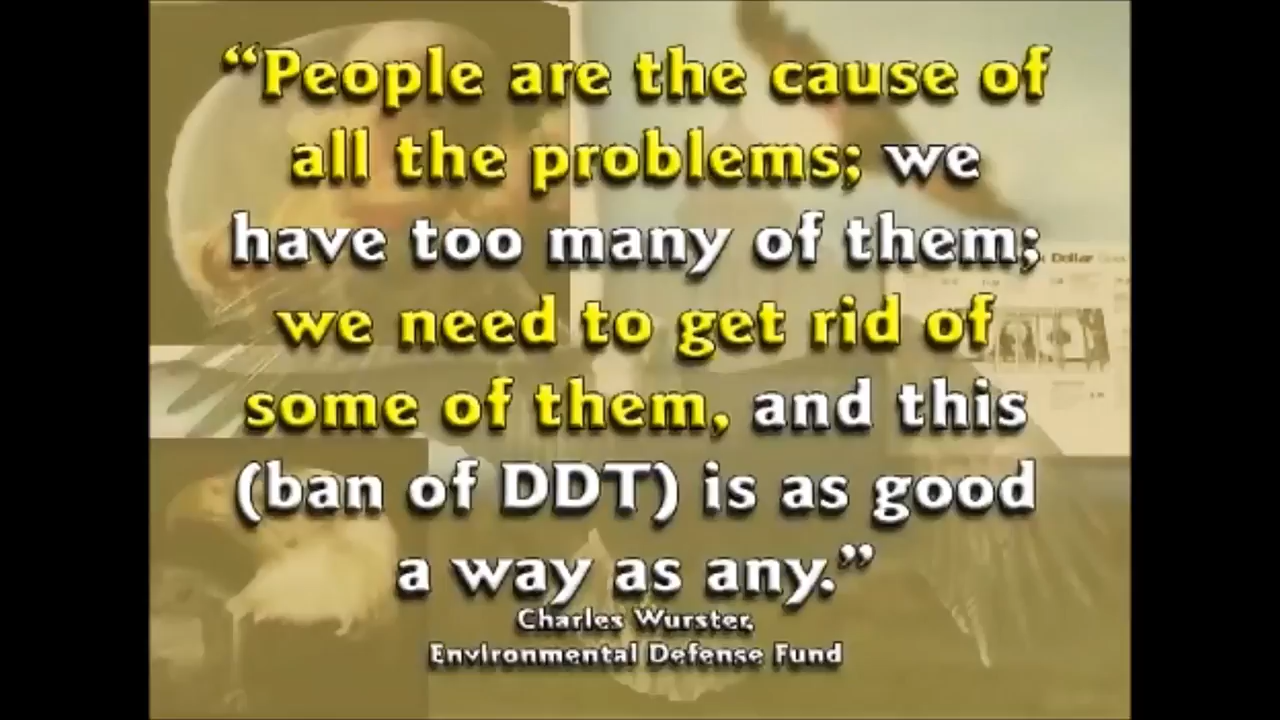 “People are the cause of
all the problems; we
have too many of them;
we need to get rid of
some of them, and this
(ban of DDT) is as good
a way as any.”
Charles Wurster,
Environmental Defense Fund
Dollar